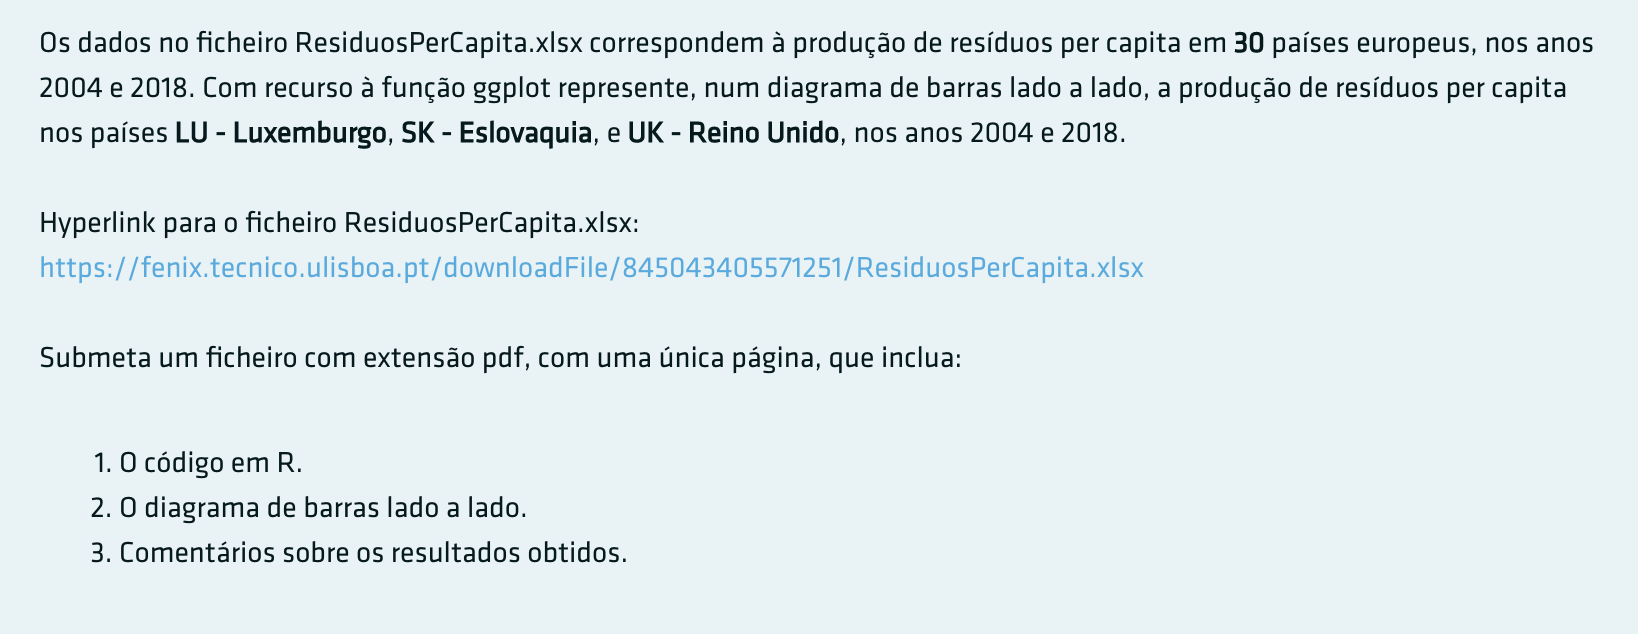 Os dados no ficheiro ResiduosPerCapita.xlsx correspondem à produção de resíduos per capita em 30 países europeus, nos anos
2004 e 2018. Com recurso à função ggplot represente, num diagrama de barras lado a lado, a produção de resíduos per capita
nos países LU - Luxemburgo, SK - Eslovaquia, e UK - Reino Unido, nos anos 2004 e 2018.
Hyperlink para o ficheiro ResiduosPerCapita.xlsx:
https://fenix.tecnico.ulisboa.pt/downloadFile/845043405571251/ResiduosPerCapita.xlsx
Submeta um ficheiro com extensão pdf, com uma única página, que inclua:
1. O código em R.
2. O diagrama de barras lado a lado.
3. Comentários sobre os resultados obtidos.